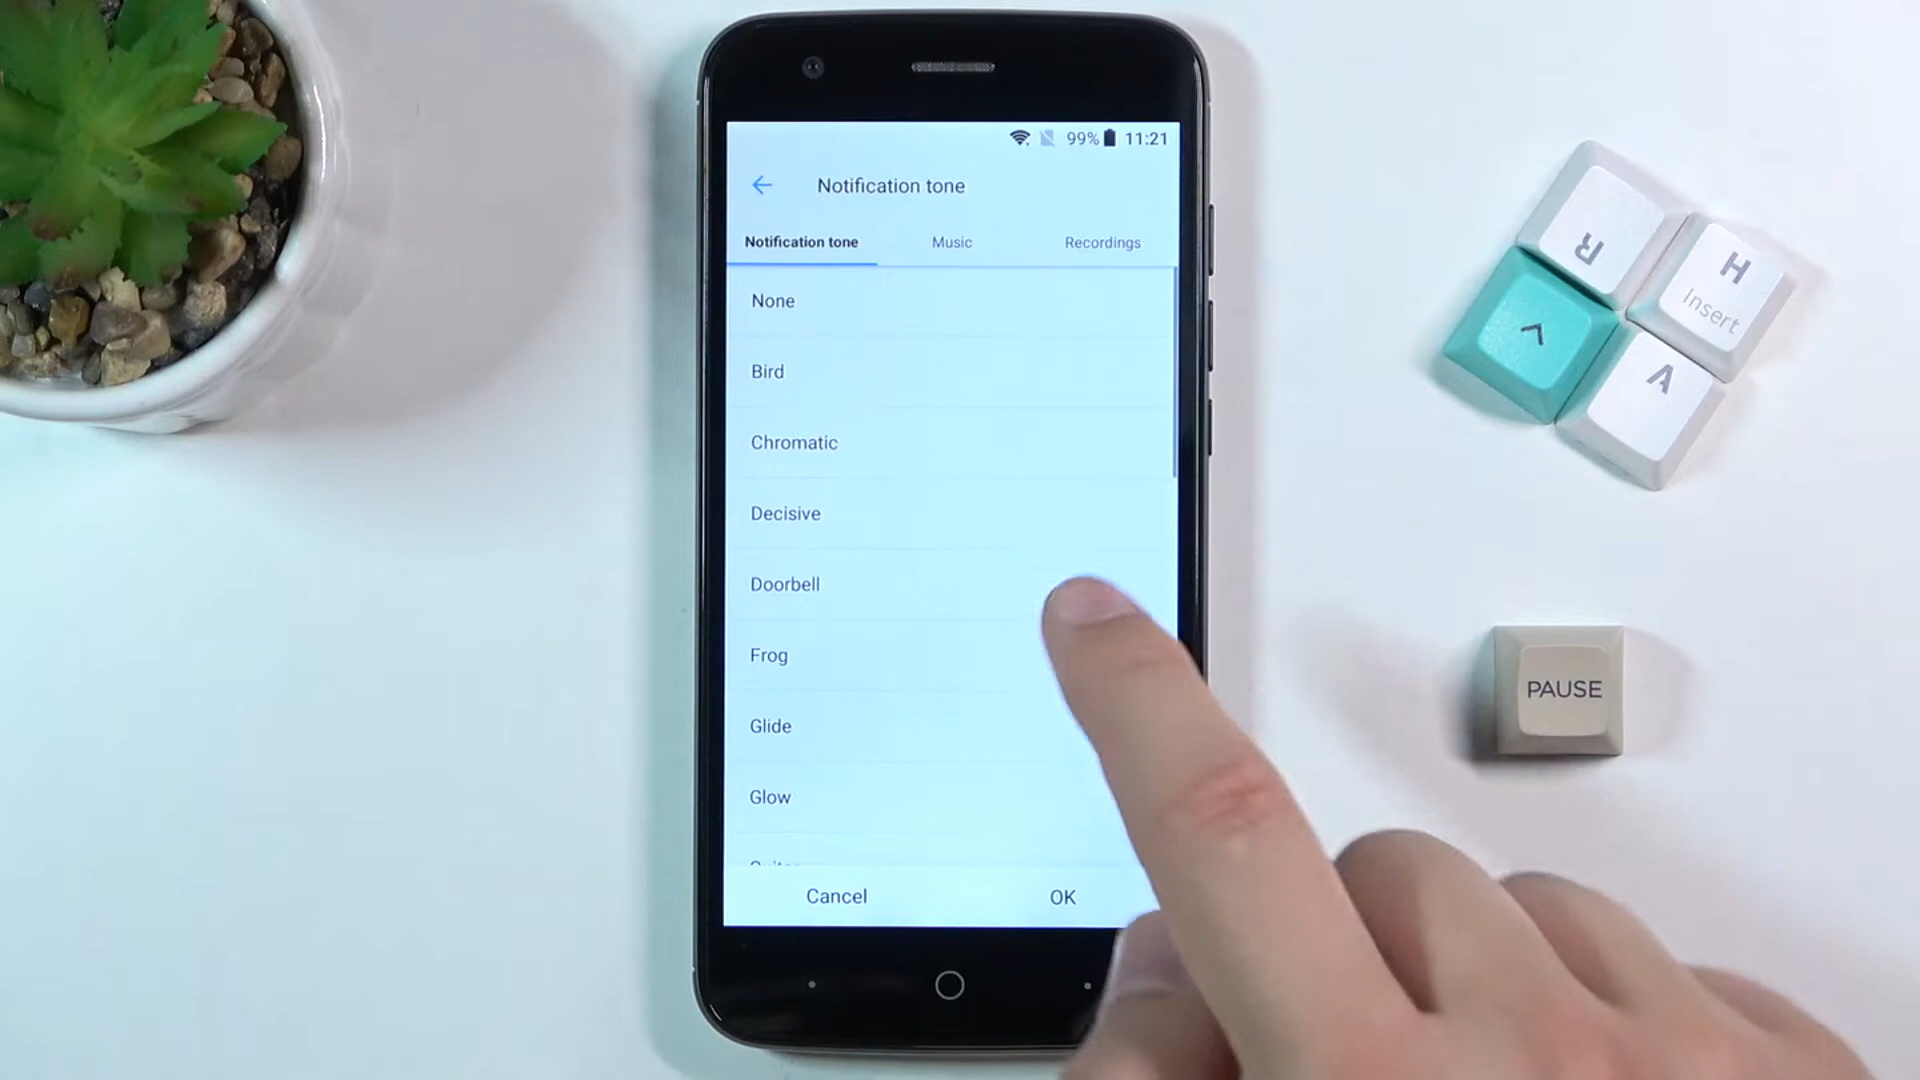 99% 11:21
Notification tone
Notification tone Music Recordings
None
Bird
Chromatic
Decisive
Doorbell
Frog
Glide
Glow
Cancel OK
R
H
Insert
^
A
PAUSE